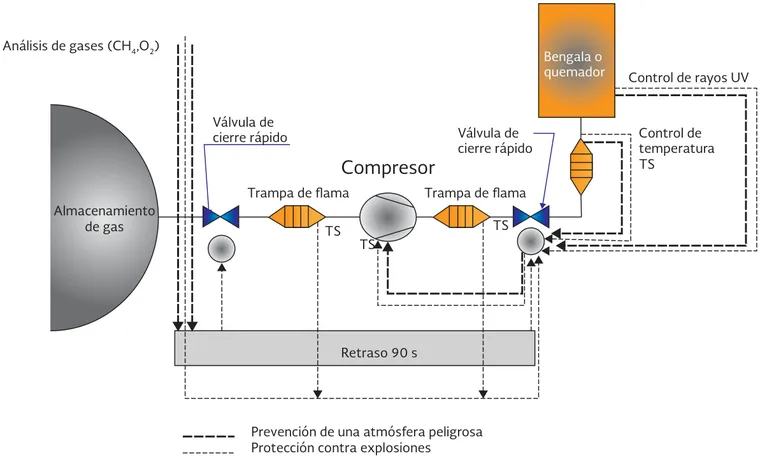 Análisis de gases (CH4,O2)
Bengala o
quemador
Control de rayos UV
Válvula de
cierre rápido
Válvula de
cierre rápido
Control de
temperatura
TS
Compresor
Trampa de flama
Trampa de flama
Almacenamiento
de gas
TS
TS
TS
Retraso 90 s
Prevención de una atmósfera peligrosa
Protección contra explosiones